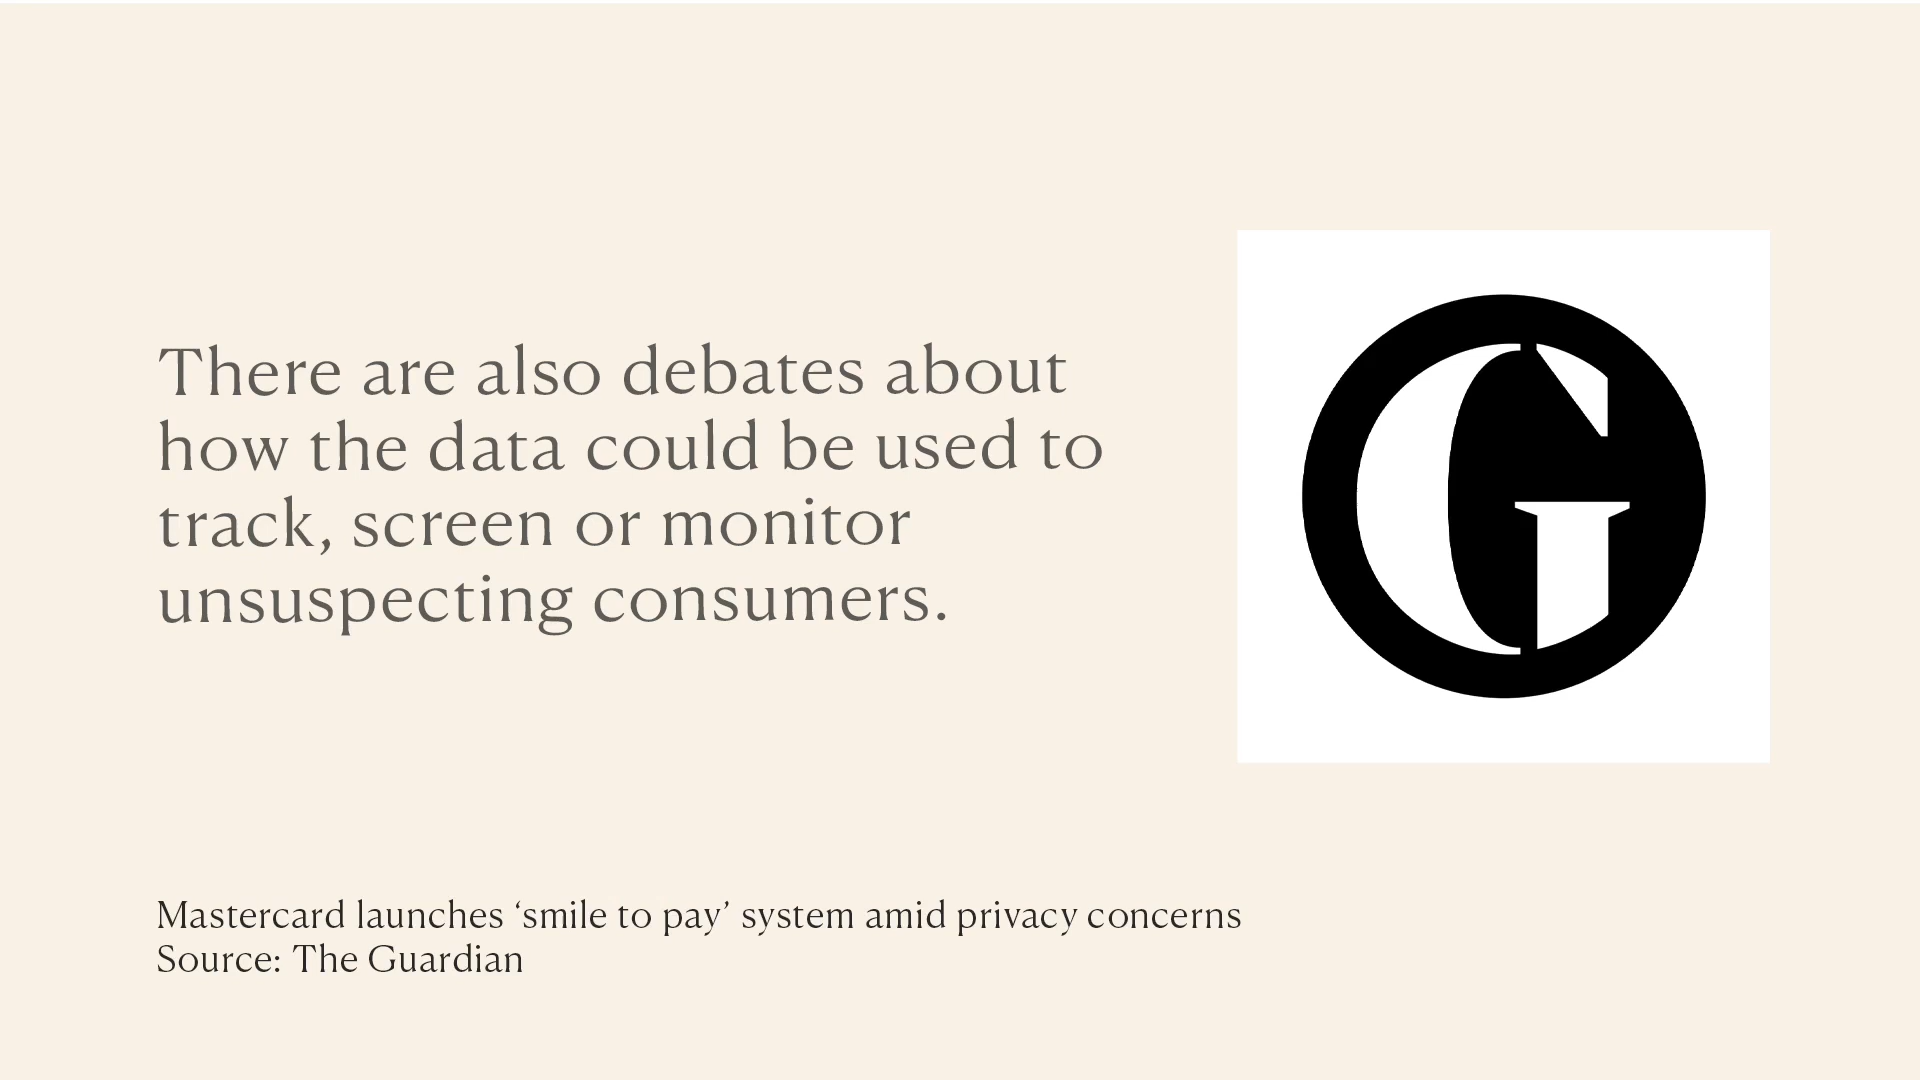 There are also debates about
how the data could be used to
track, screen or monitor
unsuspecting consumers.
G
Mastercard launches ‘smile to pay’ system amid privacy concerns
Source: The Guardian